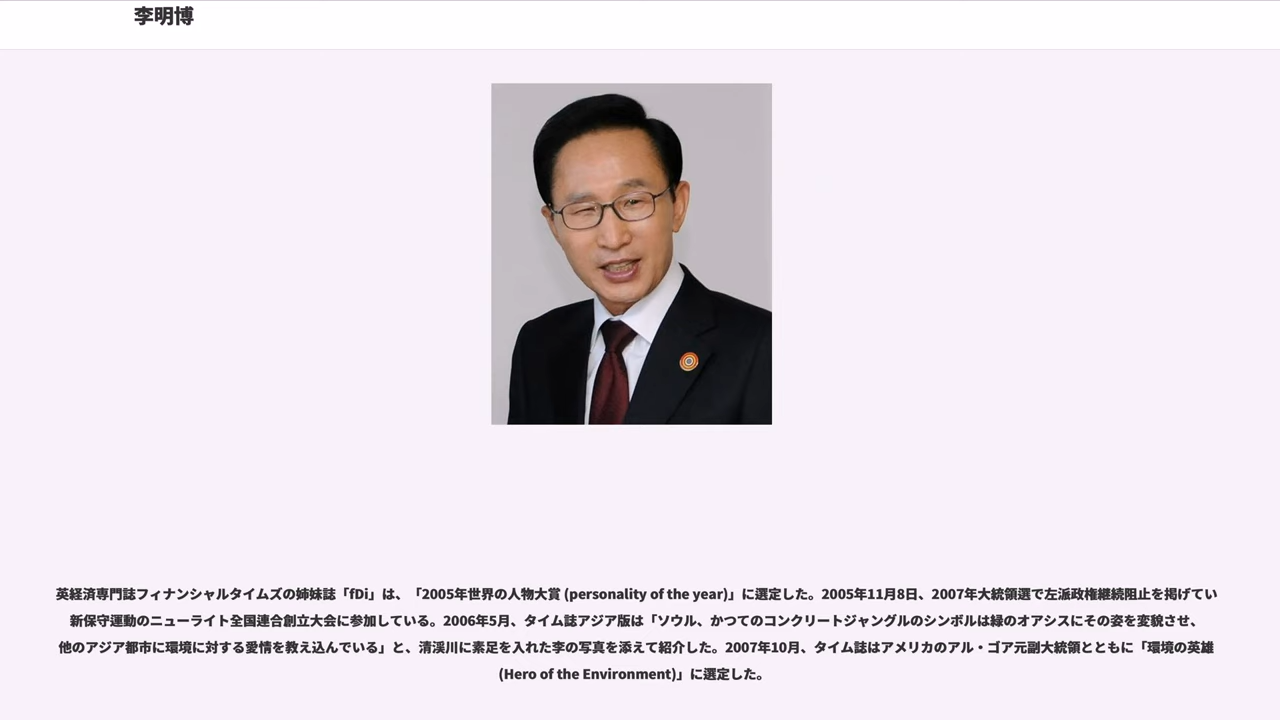 李明博
英経済専門誌フィナンシャルタイムズの姉妹誌「fDi」は、「2005年世界の人物大賞 (personality of the year)」に選定した。2005年11月8日、2007年大統領選で左派政権継続阻止を掲げてい
新保守運動のニューライト全国連合創立大会に参加している。2006年5月、タイム誌アジア版は「ソウル、かつてのコンクリートジャングルのシンボルは緑のオアシスにその姿を変貌させ、
他のアジア都市に環境に対する愛情を教え込んでいる」と、清渓川に素足を入れた李の写真を添えて紹介した。2007年10月、タイム誌はアメリカのアル・ゴア元副大統領とともに「環境の英雄
(Hero of the Environment)」に選定した。